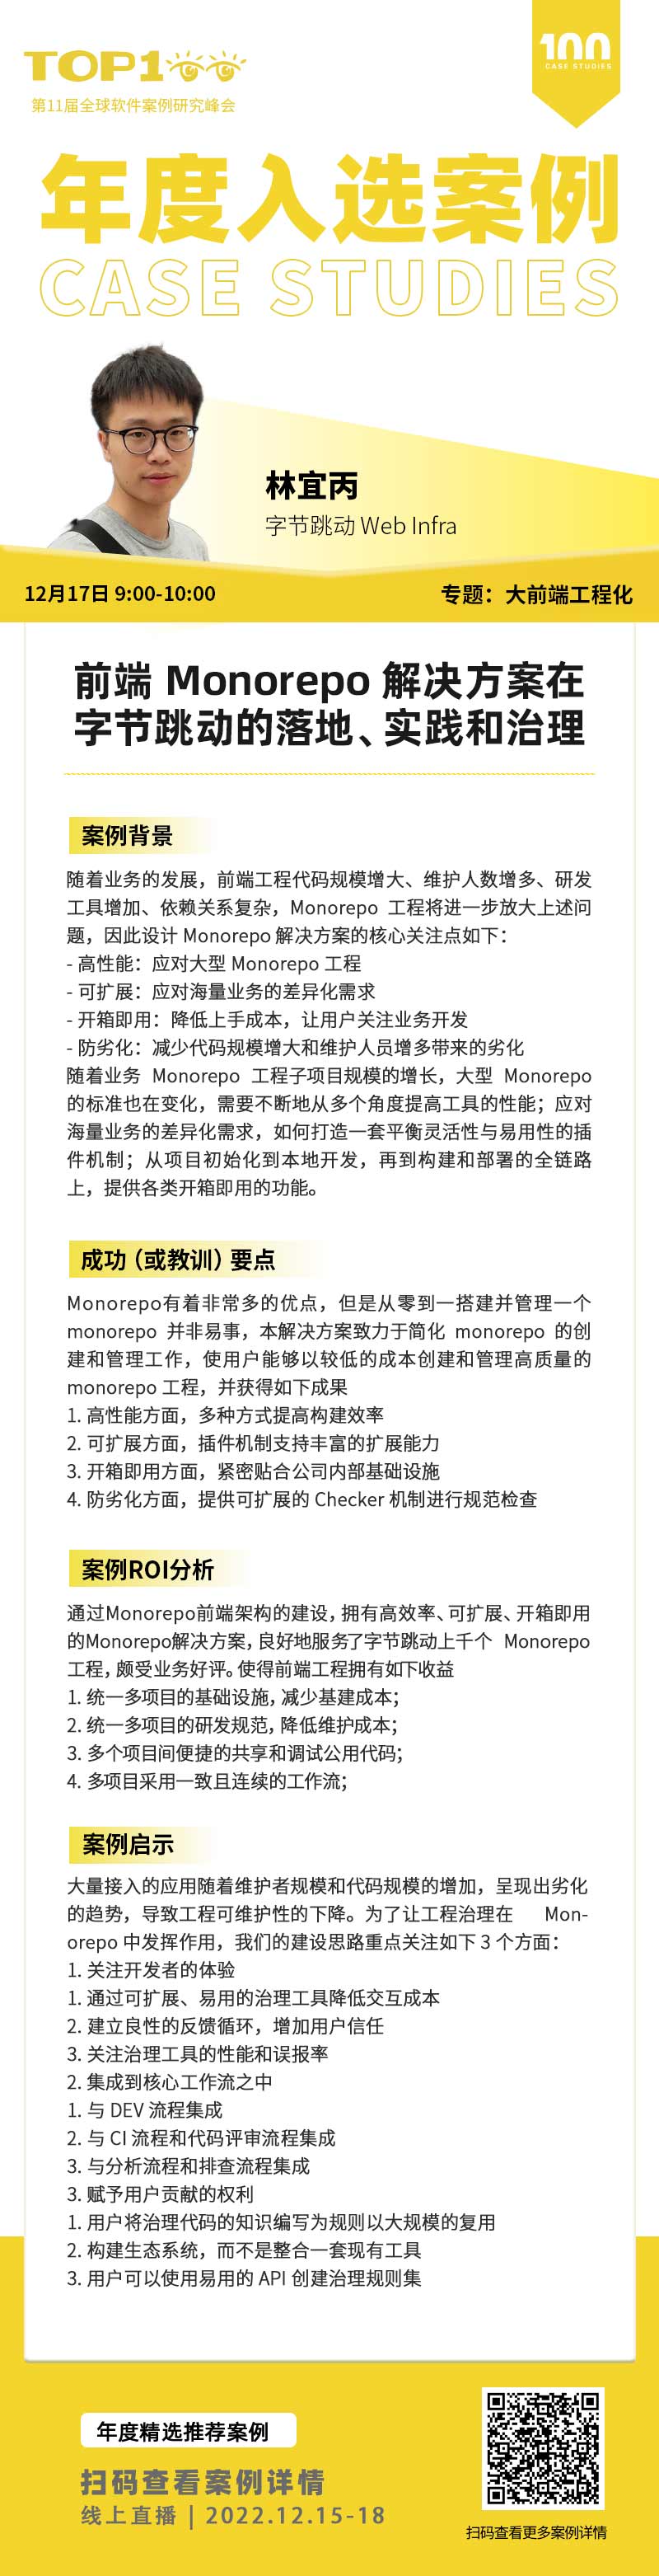 TOP100
第11届全球软件案例研究峰会
100
CASE STUDIES
年度入选案例
CASE STUDIES
林宜丙
字节跳动 Web Infra
12月17日 9:00-10:00
专题：大前端工程化
前端 Monorepo 解决方案在
字节跳动的落地、实践和治理
案例背景
随着业务的发展，前端工程代码规模增大、维护人数增多、研发
工具增加、依赖关系复杂，Monorepo 工程将进一步放大上述问
题，因此设计 Monorepo 解决方案的核心关注点如下：
- 高性能：应对大型 Monorepo 工程
- 可扩展：应对海量业务的差异化需求
- 开箱即用：降低上手成本，让用户关注业务开发
- 防劣化：减少代码规模增大和维护人员增多带来的劣化
随着业务 Monorepo 工程子项目规模的增长，大型 Monorepo
的标准也在变化，需要不断地从多个角度提高工具的性能；应对
海量业务的差异化需求，如何打造一套平衡灵活性与易用性的插
件机制；从项目初始化到本地开发，再到构建和部署的全链路
上，提供各类开箱即用的功能。
成功（或教训）要点
Monorepo有着非常多的优点，但是从零到一搭建并管理一个
monorepo 并非易事，本解决方案致力于简化 monorepo 的创
建和管理工作，使用户能够以较低的成本创建和管理高质量的
monorepo 工程，并获得如下成果
1. 高性能方面，多种方式提高构建效率
2. 可扩展方面，插件机制支持丰富的扩展能力
3. 开箱即用方面，紧密贴合公司内部基础设施
4. 防劣化方面，提供可扩展的 Checker 机制进行规范检查
案例ROI分析
通过Monorepo前端架构的建设，拥有高效率、可扩展、开箱即用
的Monorepo解决方案，良好地服务了字节跳动上千个 Monorepo
工程，颇受业务好评。使得前端工程拥有如下收益
1. 统一多项目的基础设施，减少基建成本；
2. 统一多项目的研发规范，降低维护成本；
3. 多个项目间便捷的共享和调试公用代码；
4. 多项目采用一致且连续的工作流；
案例启示
大量接入的应用随着维护者规模和代码规模的增加，呈现出劣化
的趋势，导致工程可维护性的下降。为了让工程治理在 Mon-
orepo 中发挥作用，我们的建设思路重点关注如下 3 个方面：
1. 关注开发者的体验
1. 通过可扩展、易用的治理工具降低交互成本
2. 建立良性的反馈循环，增加用户信任
3. 关注治理工具的性能和误报率
2. 集成到核心工作流之中
1. 与 DEV 流程集成
2. 与 CI 流程和代码评审流程集成
3. 与分析流程和排查流程集成
3. 赋予用户贡献的权利
1. 用户将治理代码的知识编写为规则以大规模的复用
2. 构建生态系统，而不是整合一套现有工具
3. 用户可以使用易用的 API 创建治理规则集
年度精选推荐案例
扫码查看案例详情
线上直播 | 2022.12.15-18
扫码查看更多案例详情